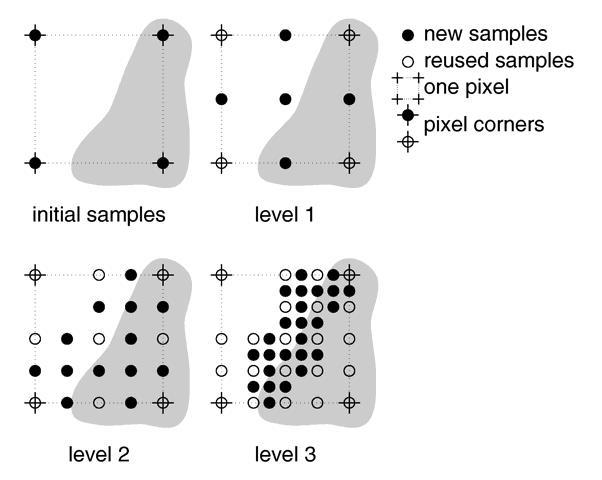 new samples
reused samples
one pixel
pixel corners
initial samples
level 1
level 2
level 3